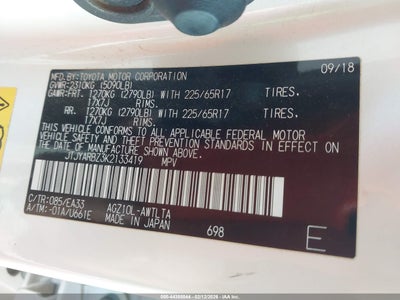 MFD.BY:TOYOTA MOTOR CORPORATION 09/18
GVWR:2310KG (5090LB)
GAWR:FRT. 1270KG (2790LB) WITH 225/65R17 TIRES.
17X7J RIMS.
RR. 1270KG (2790LB) WITH 225/65R17 TIRES.
17X7J RIMS.
THIS VEHICLE CONFORMS TO ALL APPLICABLE FEDERAL MOTOR
VEHICLE SAFETY STANDARDS IN EFFECT ON THE DATE OF
MANUFACTURE SHOWN ABOVE.
JTJYARBZ3K2133419 MPV
C/TR:085/EA33 AGZ10L-AWTLTA
A/TM:-01A/U661E MADE IN JAPAN 698 E